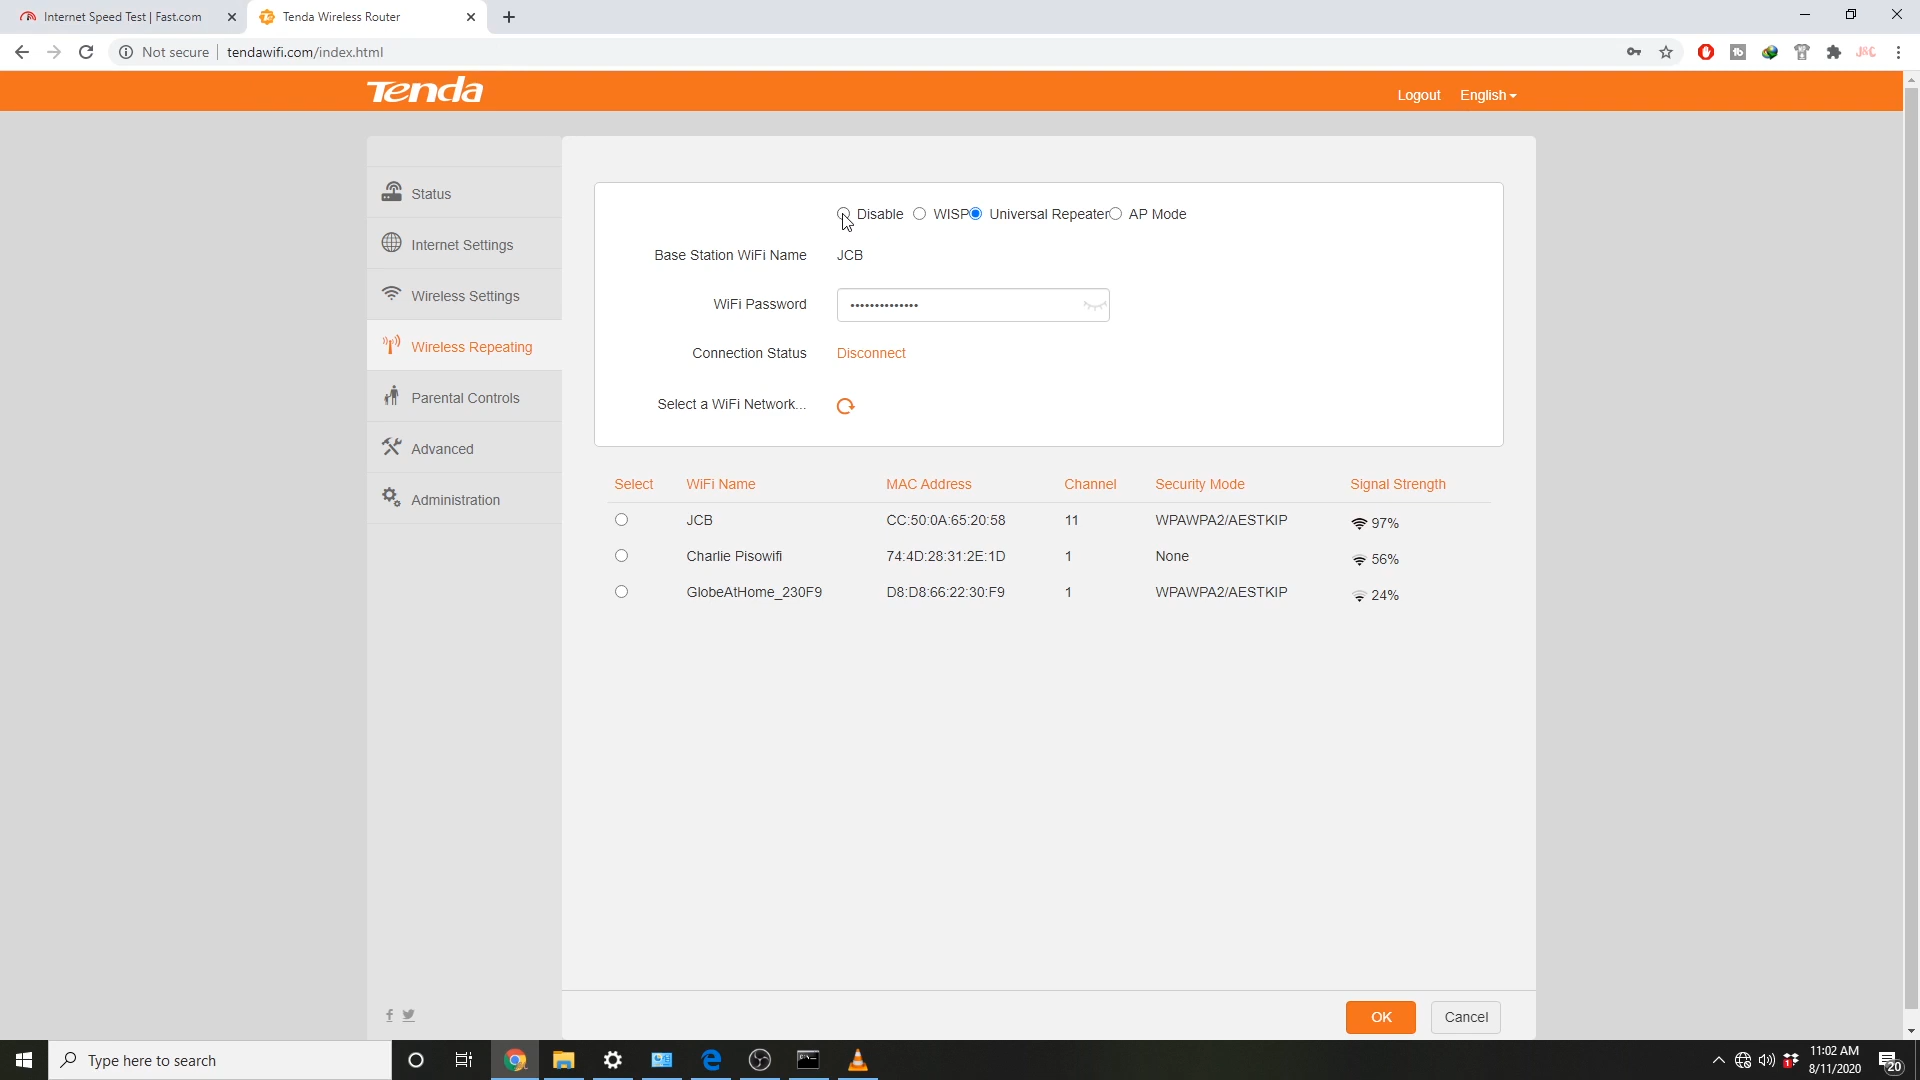 Internet Speed Test | Fast.com
Tenda Wireless Router
Not secure | tendawifi.com/index.html
Tenda
Logout English
Status
Internet Settings
Wireless Settings
Wireless Repeating
Parental Controls
Advanced
Administration
Disable WISP Universal Repeater AP Mode
Base Station WiFi Name JCB
WiFi Password ••••••••••••••
Connection Status Disconnect
Select a WiFi Network...
Select WiFi Name MAC Address Channel Security Mode Signal Strength
JCB CC:50:0A:65:20:58 11 WPAWPA2/AESTKIP 97%
Charlie Pisowifi 74:4D:28:31:2E:1D 1 None 56%
GlobeAtHome_230F9 D8:D8:66:22:30:F9 1 WPAWPA2/AESTKIP 24%
OK Cancel
Type here to search
11:02 AM
8/11/2020
20